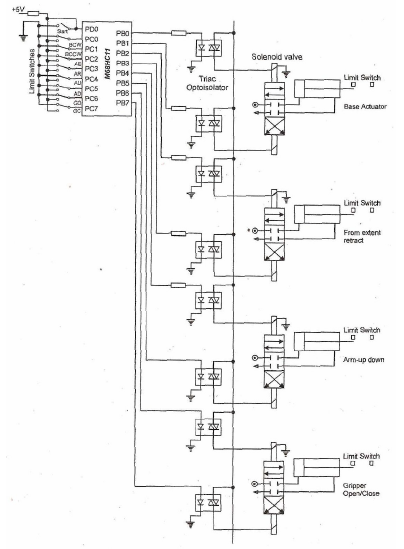 +5V
Start
Limit Switches
BCW
BCCW
AE
AR
AU
AD
GO
GC
PD0
PC0
PC1
PC2
PC3
PC4
PC5
PC6
PC7
M68HC11
PB0
PB1
PB2
PB3
PB4
PB5
PB6
PB7
Triac
Optoisolator
Solenoid valve
Limit Switch
Base Actuator
Limit Switch
From extent
retract
Limit Switch
Arm-up down
Limit Switch
Gripper
Open/Close